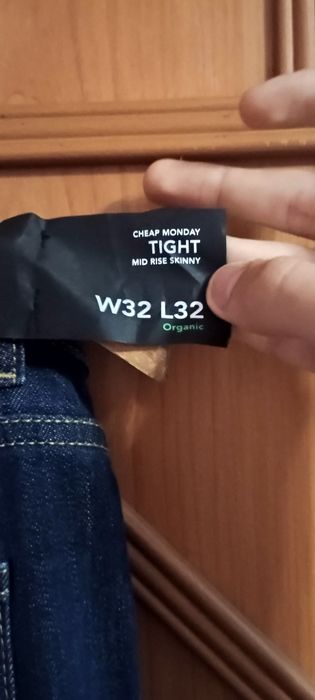 CHEAP MONDAY
TIGHT
MID RISE SKINNY
W32 L32
Organic